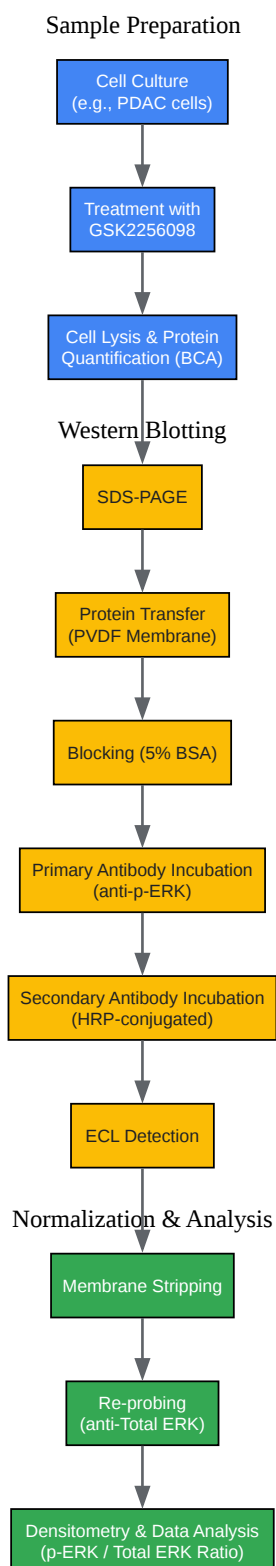 Sample Preparation
Cell Culture
(e.g., PDAC cells)
Treatment with
GSK2256098
Cell Lysis & Protein
Quantification (BCA)
Western Blotting
SDS-PAGE
Protein Transfer
(PVDF Membrane)
Blocking (5% BSA)
Primary Antibody Incubation
(anti-p-ERK)
Secondary Antibody Incubation
(HRP-conjugated)
ECL Detection
Normalization & Analysis
Membrane Stripping
Re-probing
(anti-Total ERK)
Densitometry & Data Analysis
(p-ERK / Total ERK Ratio)